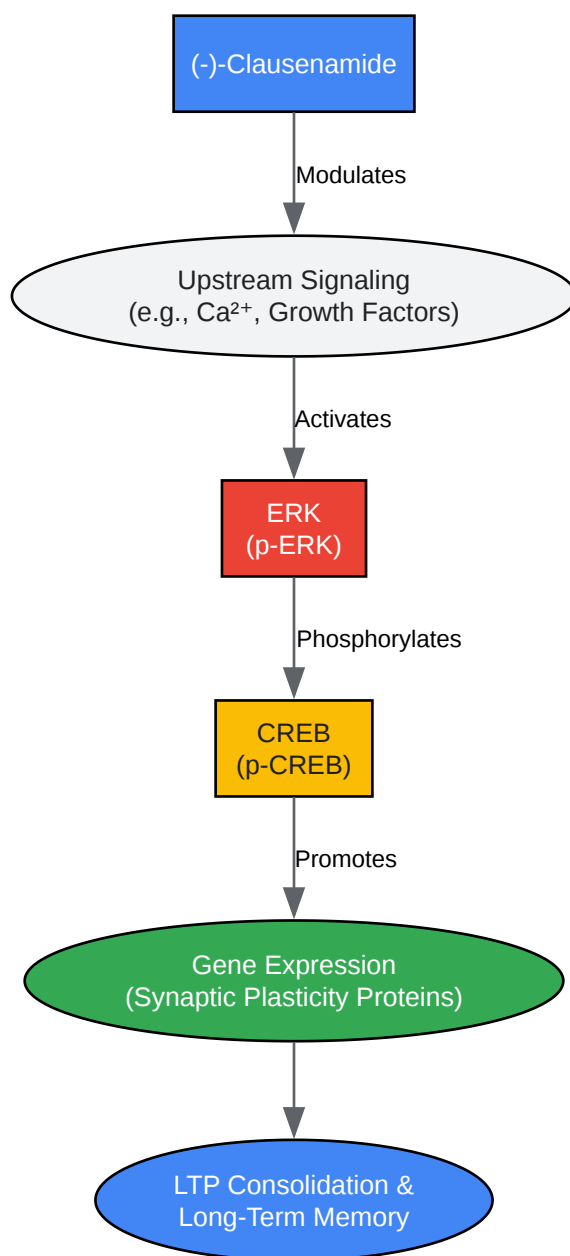 (-)-Clausenamide
Modulates
Upstream Signaling
(e.g., Ca²⁺, Growth Factors)
Activates
ERK
(p-ERK)
Phosphorylates
CREB
(p-CREB)
Promotes
Gene Expression
(Synaptic Plasticity Proteins)
LTP Consolidation &
Long-Term Memory